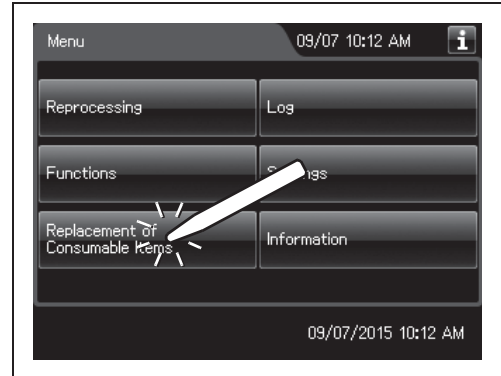 Menu
09/07 10:12 AM
i
Reprocessing
Log
Functions
Replacement of
Consumable Items
Information
09/07/2015 10:12 AM